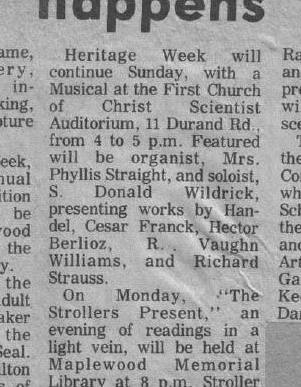 happens
Heritage Week will
continue Sunday, with a
Musical at the First Church
of Christ Scientist
Auditorium, 11 Durand Rd.,
from 4 to 5 p.m. Featured
will be organist, Mrs.
Phyllis Straight, and soloist,
S. Donald Wildrick,
presenting works by Han-
del, Cesar Franck, Hector
Berlioz, R. Vaughn
Williams, and Richard
Strauss.
On Monday, "The
Strollers Present," an
evening of readings in a
light vein, will be held at
Maplewood Memorial
Library at 8 p.m. Stroller